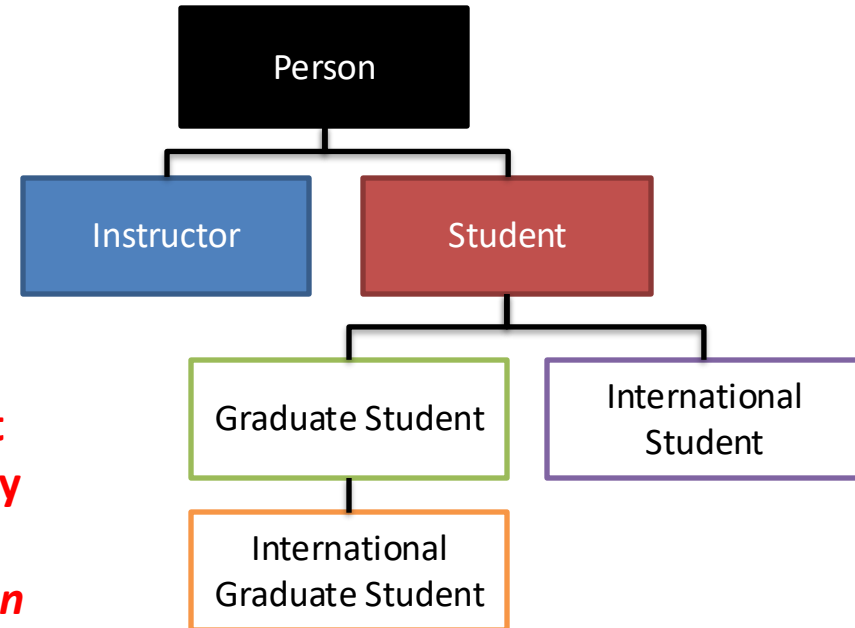 Person
Instructor
Student
Graduate Student
International
Student
International
Graduate Student